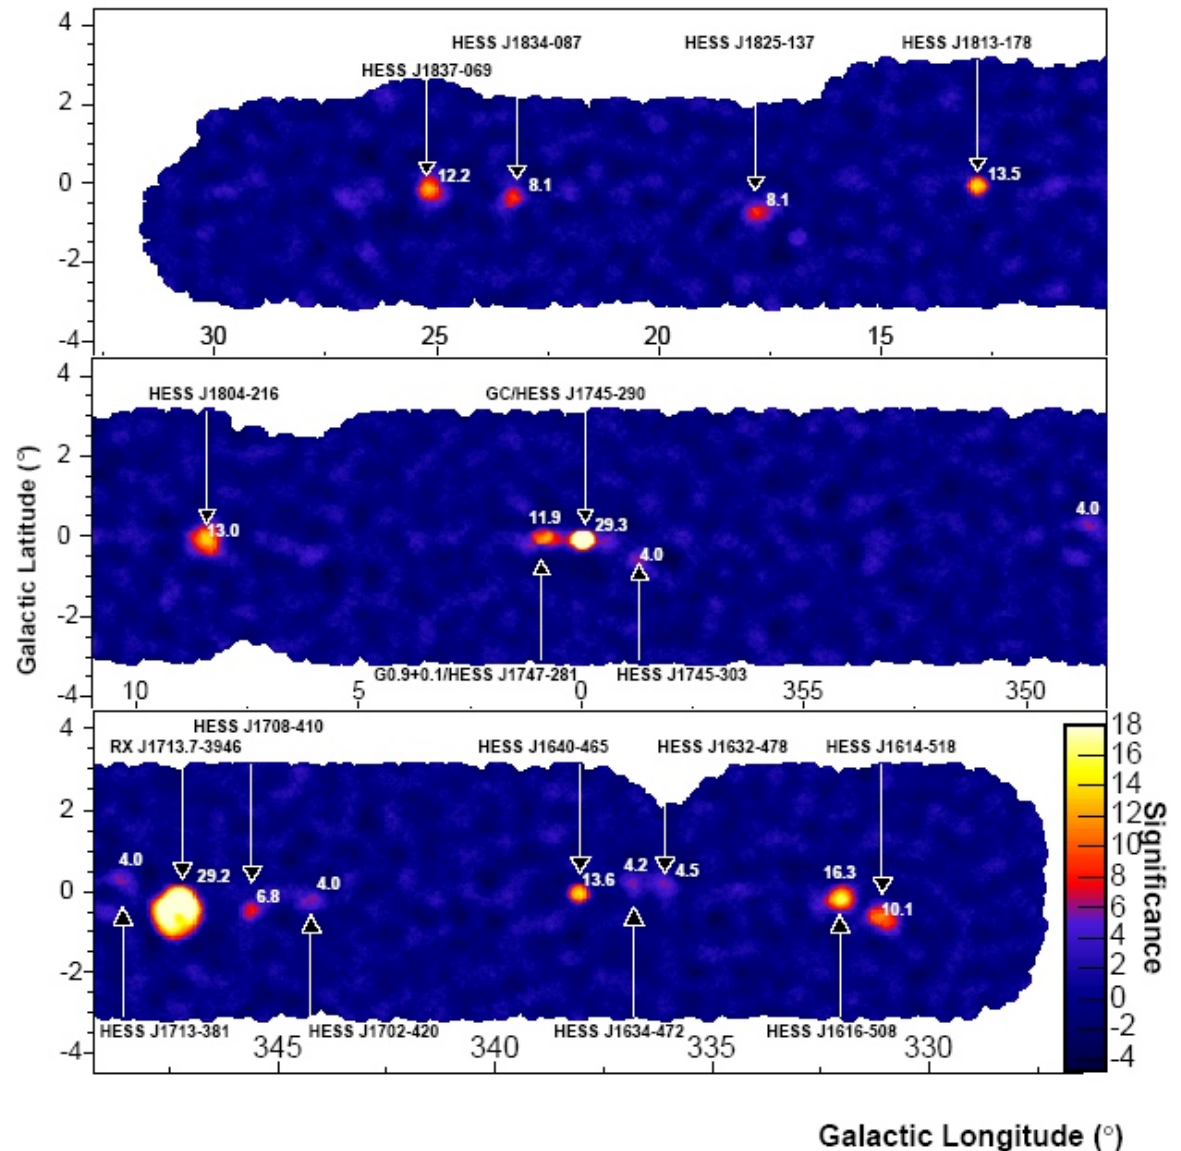 4
HESS J1834-087
HESS J1825-137
HESS J1813-178
HESS J1837-069
2
0
12.2
8.1
8.1
13.5
-2
-4
30
25
20
15
4
HESS J1804-216
GC/HESS J1745-290
2
0
13.0
11.9
29.3
4.0
4.0
-2
G0.9+0.1/HESS J1747-281
HESS J1745-303
-4
10
5
0
355
350
Galactic Latitude (°)
4
HESS J1708-410
RX J1713.7-3946
HESS J1640-465
HESS J1632-478
HESS J1614-518
2
0
4.0
29.2
6.8
4.0
13.6
4.2
4.5
16.3
10.1
-2
HESS J1713-381
HESS J1702-420
HESS J1634-472
HESS J1616-508
-4
345
340
335
330
18
16
14
12
10
8
6
4
2
0
-2
-4
Significance
Galactic Longitude (°)